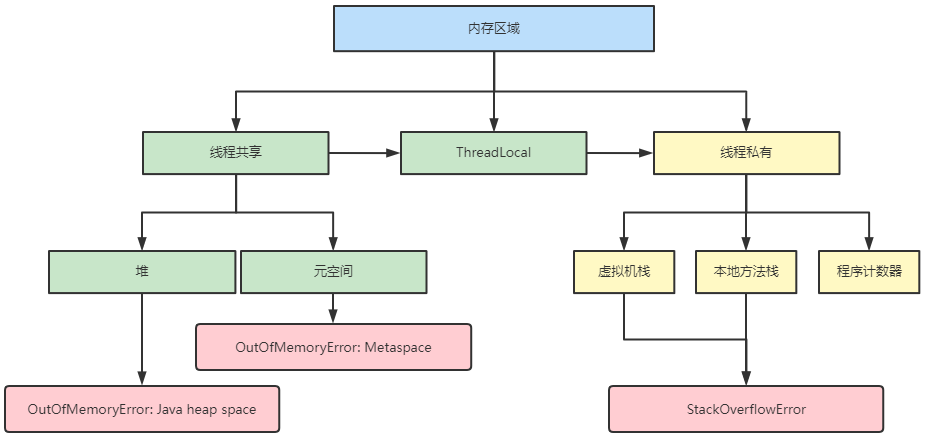 内存区域
线程共享
ThreadLocal
线程私有
堆
元空间
虚拟机栈
本地方法栈
程序计数器
OutOfMemoryError: Metaspace
OutOfMemoryError: Java heap space
StackOverflowError